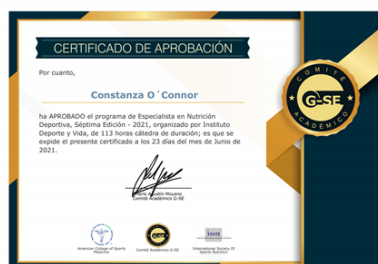 CERTIFICADO DE APROBACIÓN
Por cuanto,
Constanza O´Connor
ha APROBADO el programa de Especialista en Nutrición
Deportiva, Séptima Edición - 2021, organizado por Instituto
Deporte y Vida, de 113 horas cátedra de duración; es que se
expide el presente certificado a los 23 días del mes de Junio de
2021.
COMITÉ
G-SE
ACADÉMICO
Agustín Moyano
Comité Académico G-SE
G-SE
American College of Sports
Medicine
Comité Académico G-SE
International Society Of
Sports Nutrition